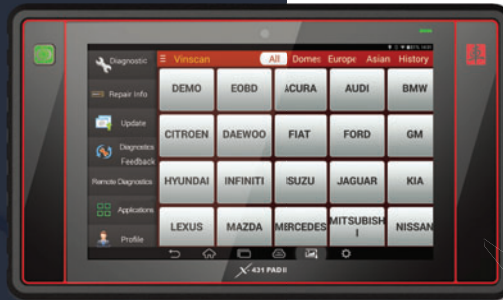 Diagnostic
Repair Info
Update
Diagnostics
Feedback
Remote Diagnostics
Applications
Profile
Vinscan All Domes Europe Asian History
DEMO EOBD ACURA AUDI BMW
CITROEN DAEWOO FIAT FORD GM
HYUNDAI INFINITI ISUZU JAGUAR KIA
LEXUS MAZDA MERCEDES MITSUBISH
I
NISSAN
X-431 PAD II